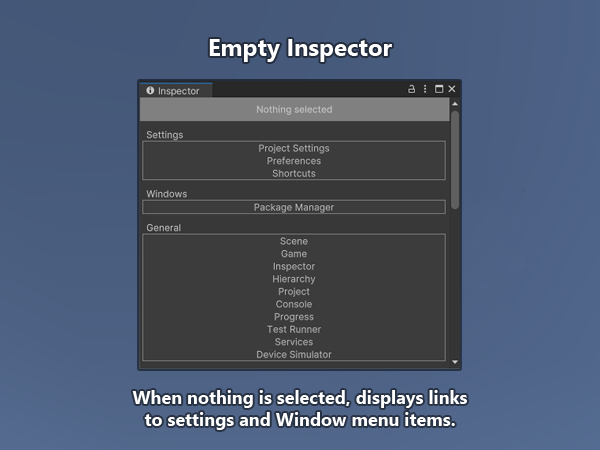 Empty Inspector
Inspector
Nothing selected
Settings
Project Settings
Preferences
Shortcuts
Windows
Package Manager
General
Scene
Game
Inspector
Hierarchy
Project
Console
Progress
Test Runner
Services
Device Simulator
When nothing is selected, displays links
to settings and Window menu items.